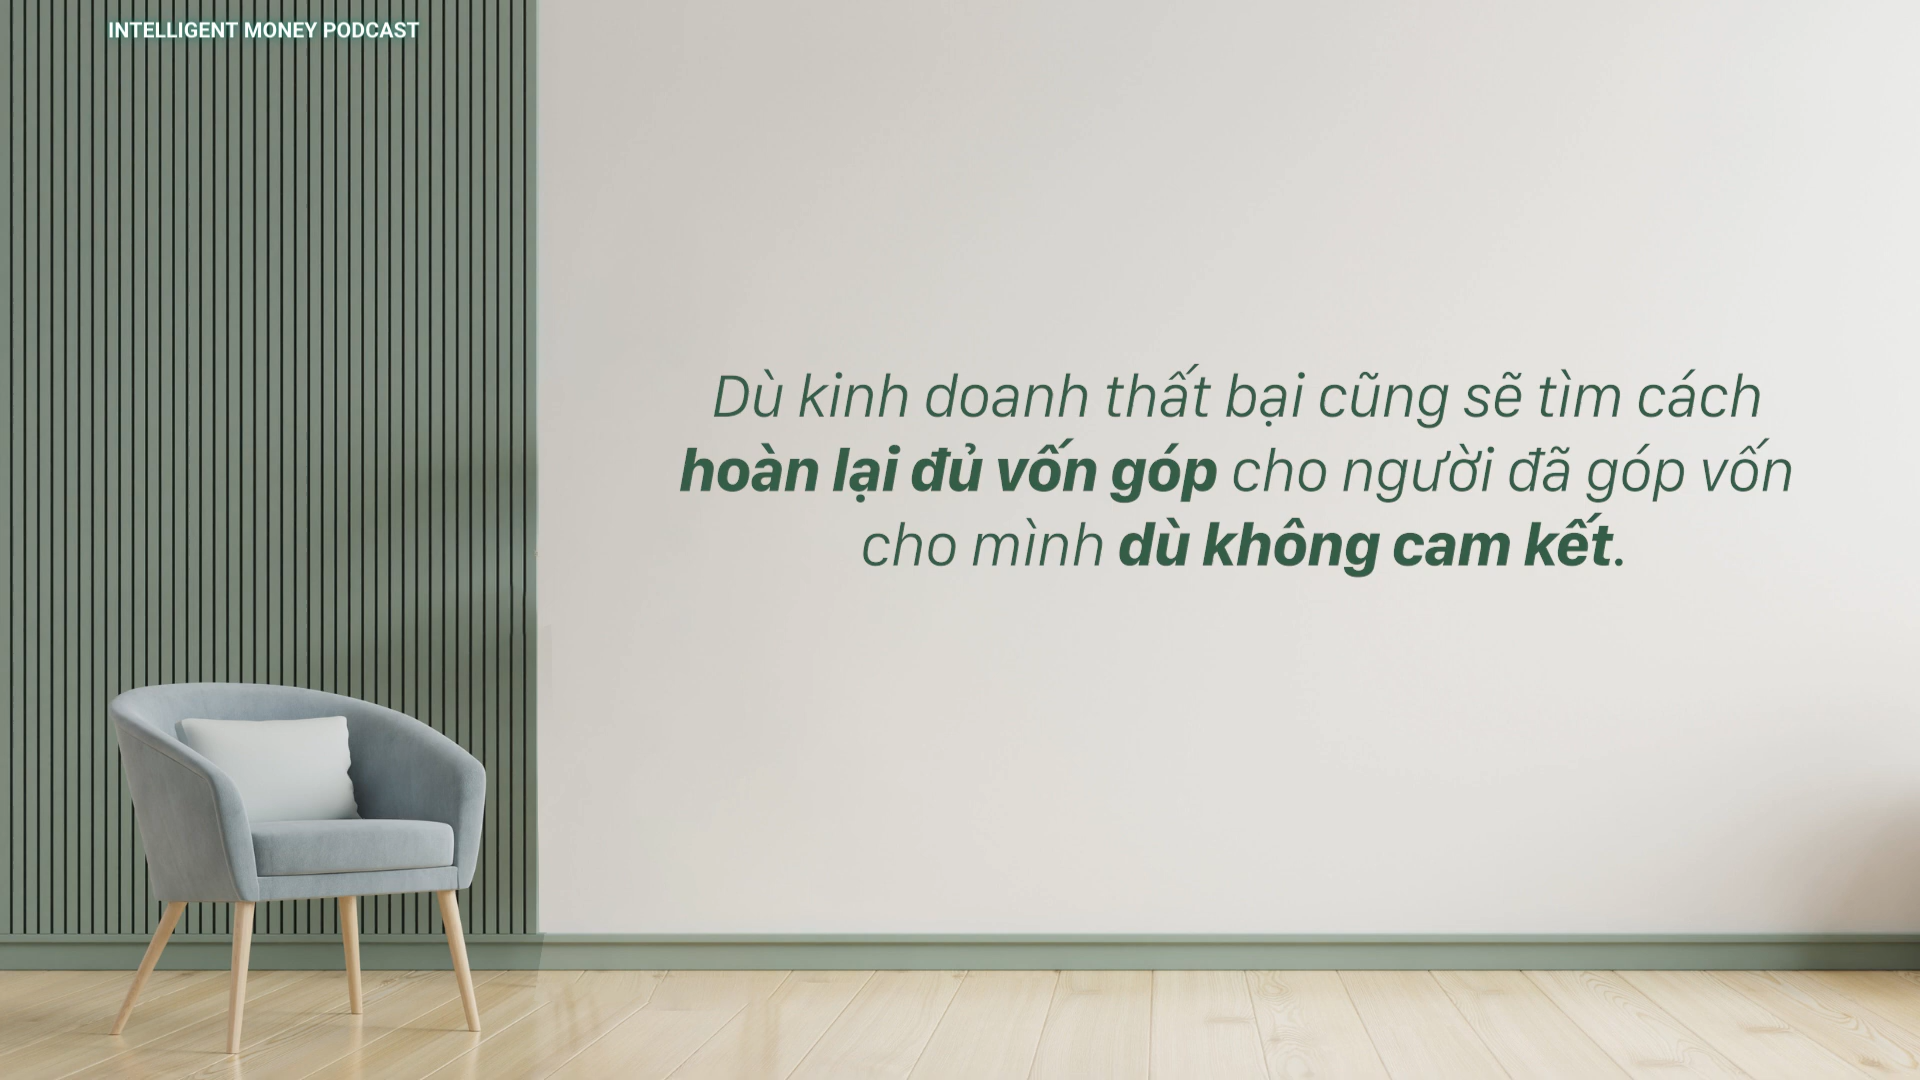 INTELLIGENT MONEY PODCAST
Dù kinh doanh thất bại cũng sẽ tìm cách
hoàn lại đủ vốn góp cho người đã góp vốn
cho mình dù không cam kết.